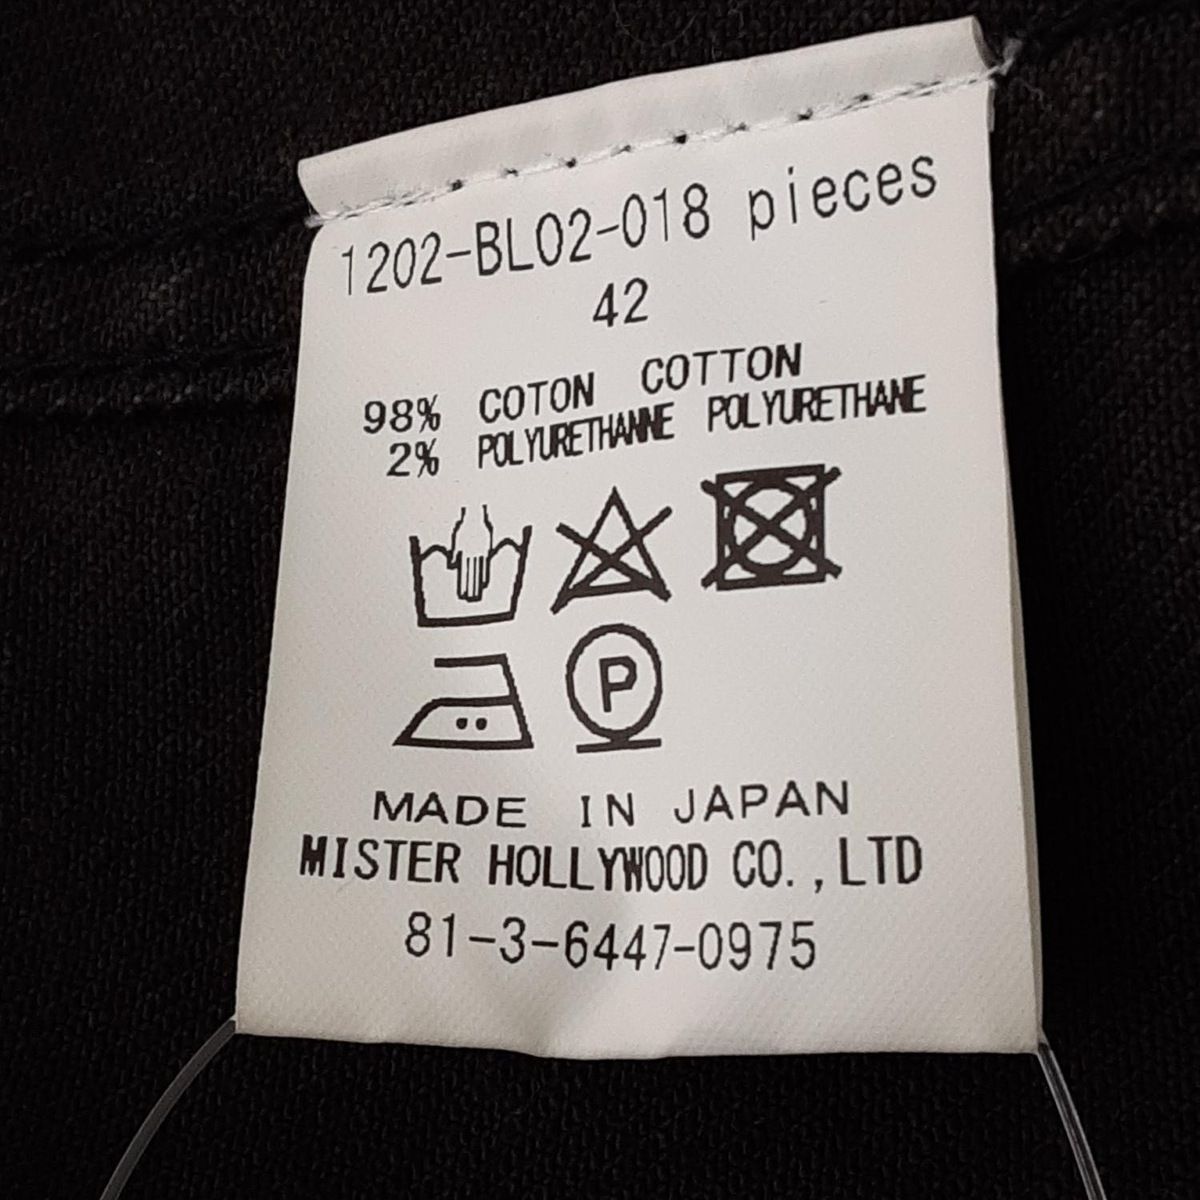 1202-BL02-018 pieces
42
98% COTON COTTON
2% POLYURETHANNE POLYURETHANE
P
MADE IN JAPAN
MISTER HOLLYWOOD CO.,LTD
81-3-6447-0975